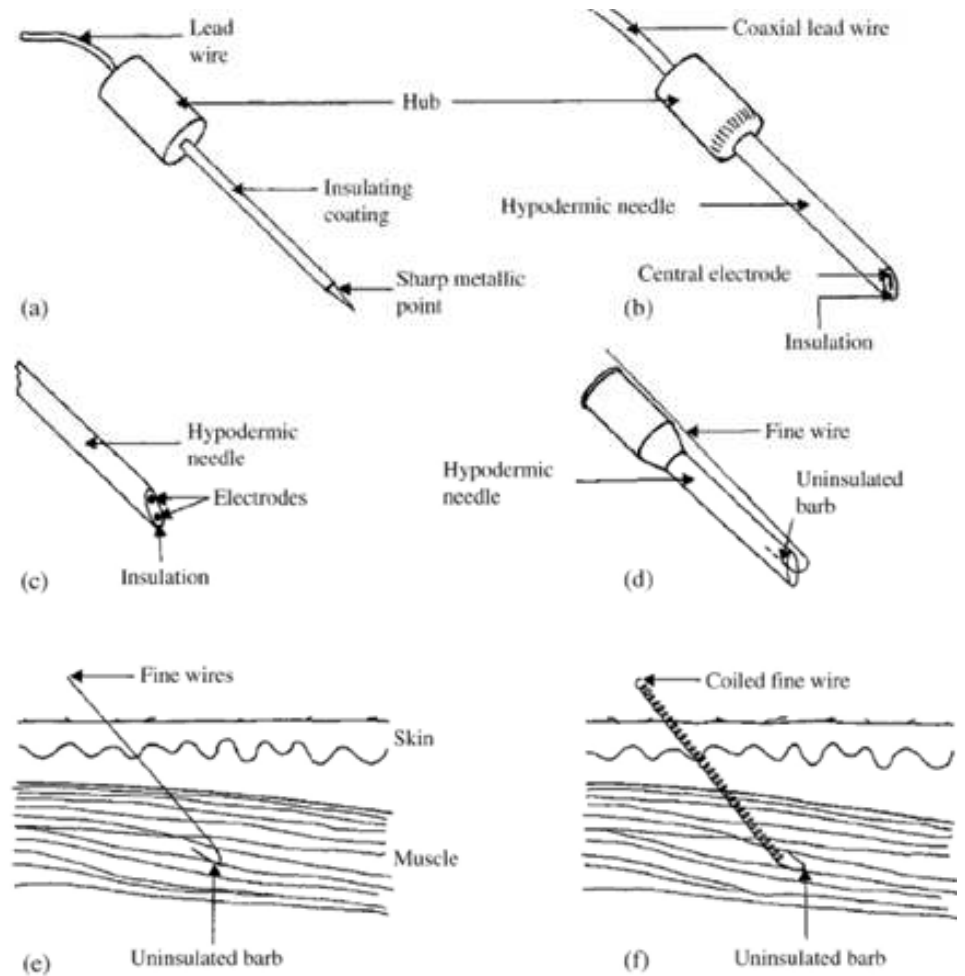 Lead
wire
Hub
Insulating
coating
Sharp metallic
point
(a)
Coaxial lead wire
Hypodermic needle
Central electrode
Insulation
(b)
Hypodermic
needle
Electrodes
Insulation
(c)
Fine wire
Hypodermic
needle
Uninsulated
barb
(d)
Fine wires
Skin
Muscle
Uninsulated barb
(e)
Coiled fine wire
Uninsulated barb
(f)